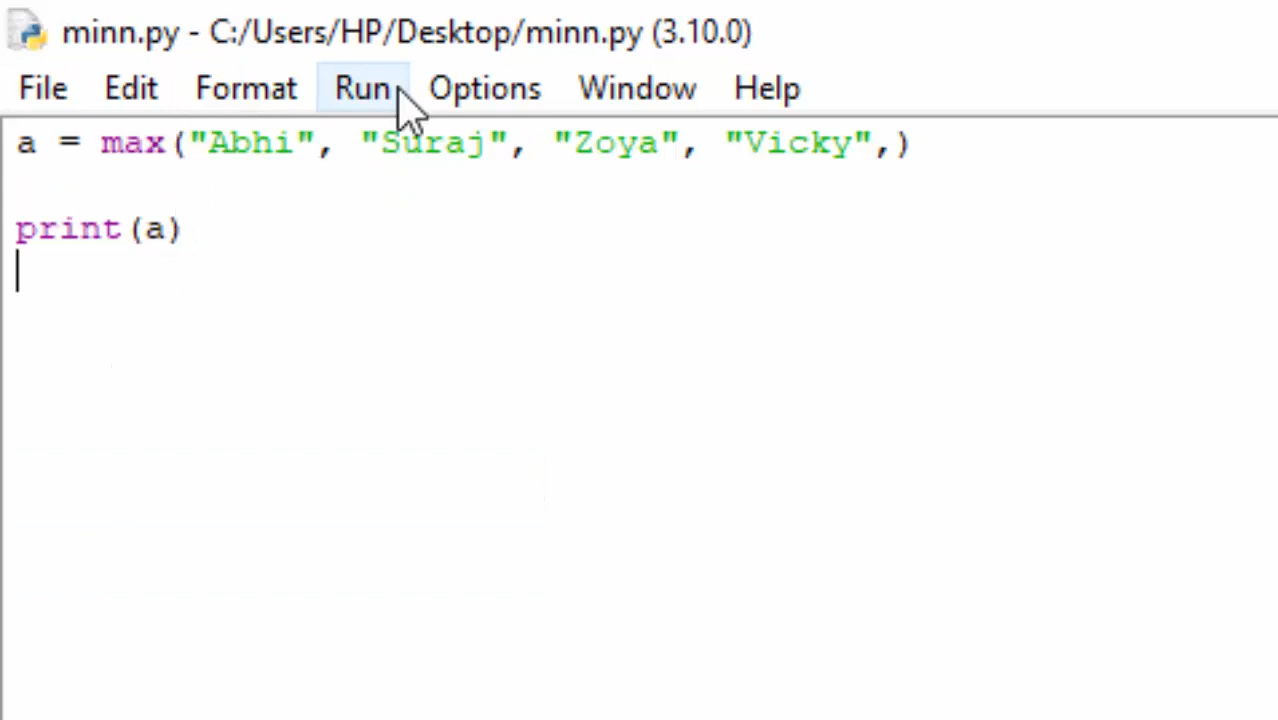 minn.py - C:/Users/HP/Desktop/minn.py (3.10.0)
File Edit Format Run Options Window Help
a = max("Abhi", "Suraj", "Zoya", "Vicky",)
print(a)